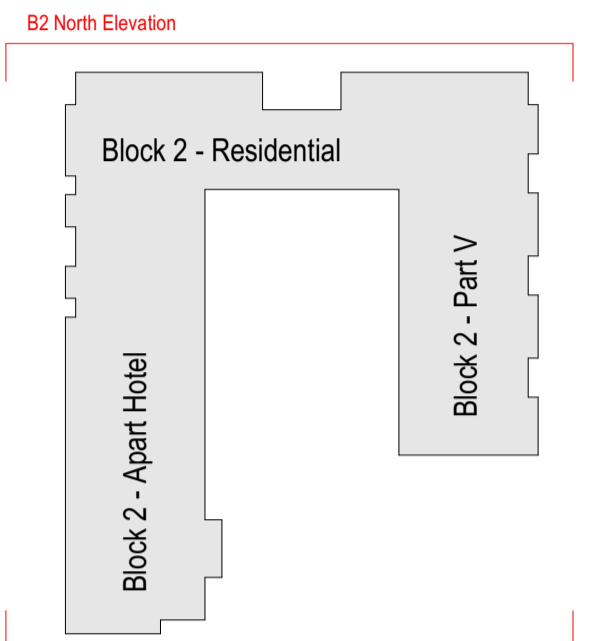 B2 North Elevation
Block 2 - Residential
Block 2 - Part V
Block 2 - Apart Hotel